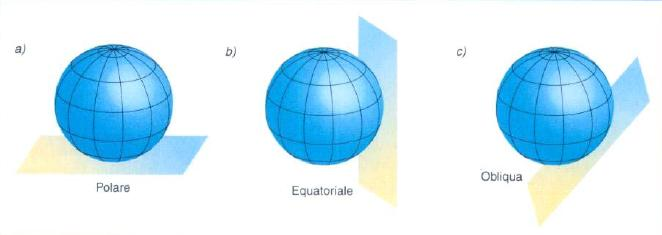 a)
Polare
b)
Equatoriale
c)
Obliqua